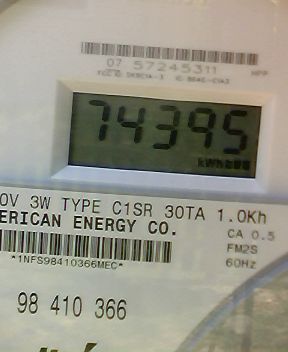 07 57245311
74395
kWh
0V 3W TYPE C1SR 30TA 1.0Kh
ERICAN ENERGY CO.
CA 0.5
FM2S
60Hz
*1NFS98410366MEC*
98 410 366